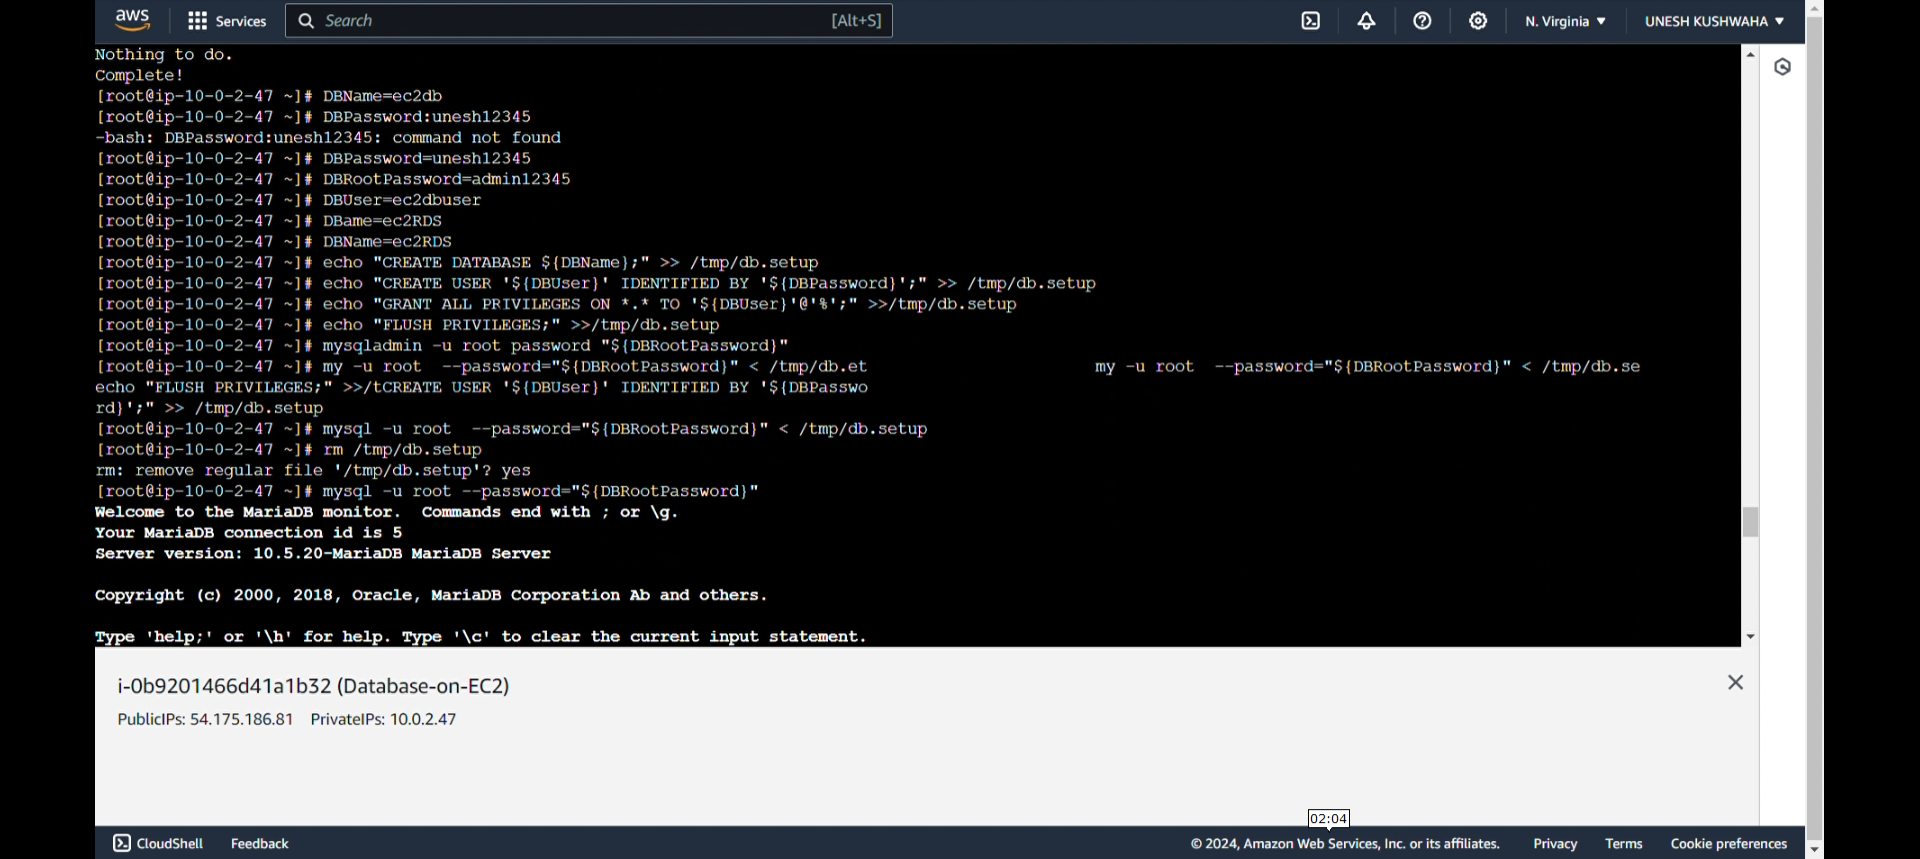 aws Services Search [Alt+S] N. Virginia ▼ UNESH KUSHWAHA ▼
Nothing to do.
Complete!
[root@ip-10-0-2-47 ~]# DBName=ec2db
[root@ip-10-0-2-47 ~]# DBPassword:unesh12345
-bash: DBPassword:unesh12345: command not found
[root@ip-10-0-2-47 ~]# DBPassword=unesh12345
[root@ip-10-0-2-47 ~]# DBRootPassword=admin12345
[root@ip-10-0-2-47 ~]# DBUser=ec2dbuser
[root@ip-10-0-2-47 ~]# DBame=ec2RDS
[root@ip-10-0-2-47 ~]# DBName=ec2RDS
[root@ip-10-0-2-47 ~]# echo "CREATE DATABASE ${DBName};" >> /tmp/db.setup
[root@ip-10-0-2-47 ~]# echo "CREATE USER '${DBUser}' IDENTIFIED BY '${DBPassword}';" >> /tmp/db.setup
[root@ip-10-0-2-47 ~]# echo "GRANT ALL PRIVILEGES ON *.* TO '${DBUser}'@'%';" >>/tmp/db.setup
[root@ip-10-0-2-47 ~]# echo "FLUSH PRIVILEGES;" >>/tmp/db.setup
[root@ip-10-0-2-47 ~]# mysqladmin -u root password "${DBRootPassword}"
[root@ip-10-0-2-47 ~]# my -u root  --password="${DBRootPassword}" < /tmp/db.et my -u root  --password="${DBRootPassword}" < /tmp/db.se
echo "FLUSH PRIVILEGES;" >>/tCREATE USER '${DBUser}' IDENTIFIED BY '${DBPasswo
rd}';" >> /tmp/db.setup
[root@ip-10-0-2-47 ~]# mysql -u root  --password="${DBRootPassword}" < /tmp/db.setup
[root@ip-10-0-2-47 ~]# rm /tmp/db.setup
rm: remove regular file '/tmp/db.setup'? yes
[root@ip-10-0-2-47 ~]# mysql -u root --password="${DBRootPassword}"
Welcome to the MariaDB monitor.  Commands end with ; or \g.
Your MariaDB connection id is 5
Server version: 10.5.20-MariaDB MariaDB Server
Copyright (c) 2000, 2018, Oracle, MariaDB Corporation Ab and others.
Type 'help;' or '\h' for help. Type '\c' to clear the current input statement.
i-0b9201466d41a1b32 (Database-on-EC2)
PublicIPs: 54.175.186.81 PrivateIPs: 10.0.2.47
02:04
CloudShell Feedback © 2024, Amazon Web Services, Inc. or its affiliates. Privacy Terms Cookie preferences